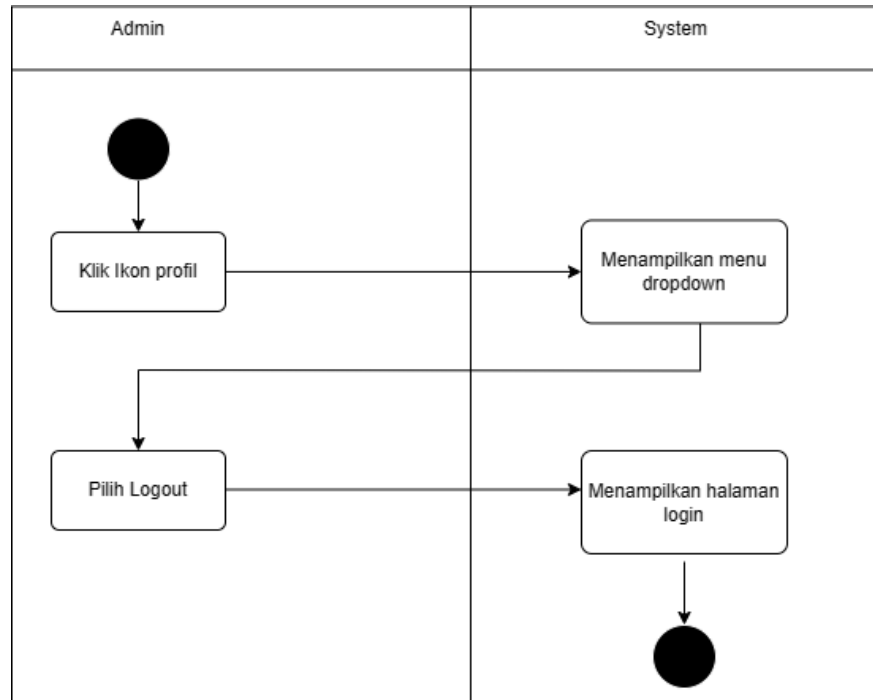 Admin
System
Klik Ikon profil
Menampilkan menu
dropdown
Pilih Logout
Menampilkan halaman
login